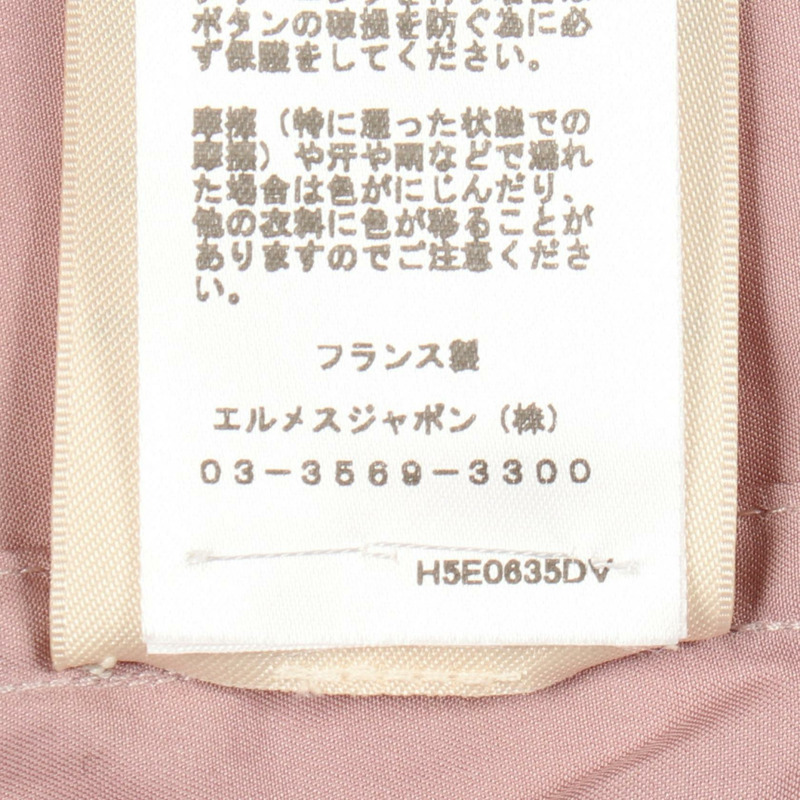 ボタンの破損を防ぐ為に必
ず保護をしてください。
摩擦（特に湿った状態での
摩擦）や汗や雨などで濡れ
た場合は色がにじんだり、
他の衣料に色が移ることが
ありますのでご注意くださ
い。
フランス製
エルメスジャポン（株）
03-3569-3300
H5E0635DV